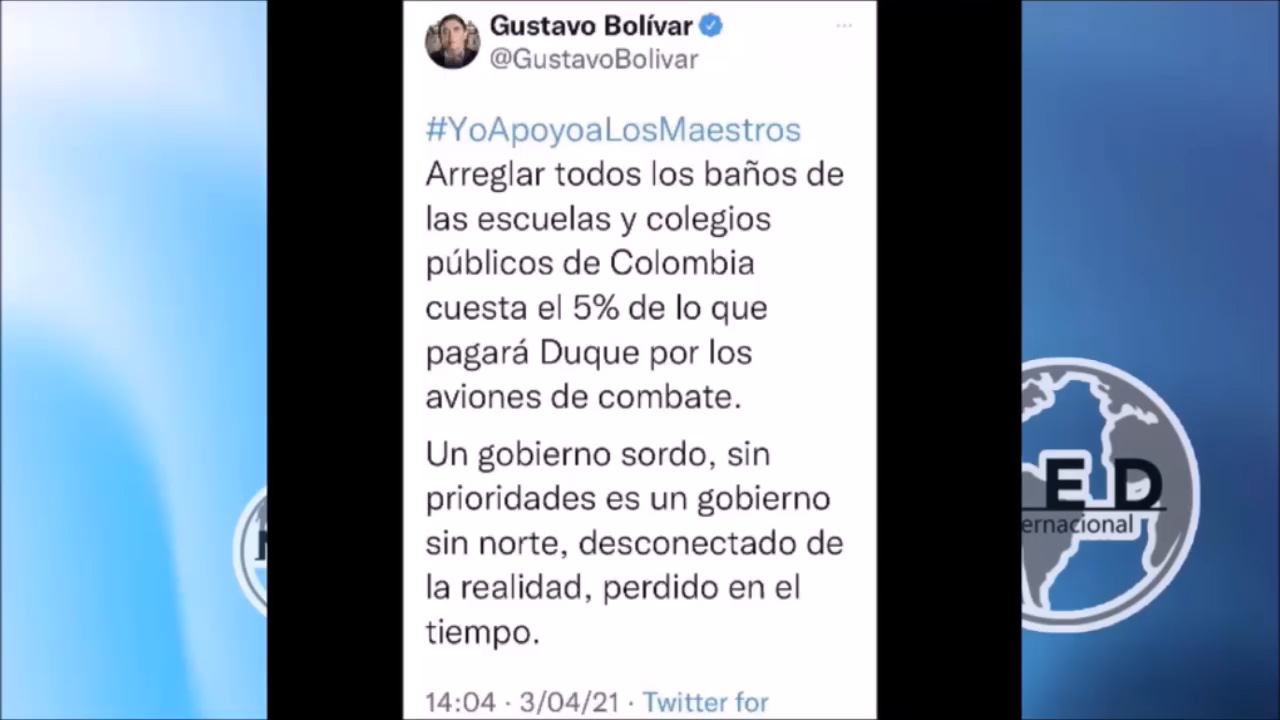 Gustavo Bolívar
@GustavoBolivar
#YoApoyoaLosMaestros
Arreglar todos los baños de
las escuelas y colegios
públicos de Colombia
cuesta el 5% de lo que
pagará Duque por los
aviones de combate.
Un gobierno sordo, sin
prioridades es un gobierno
sin norte, desconectado de
la realidad, perdido en el
tiempo.
14:04 · 3/04/21 · Twitter for
E D
ernacional